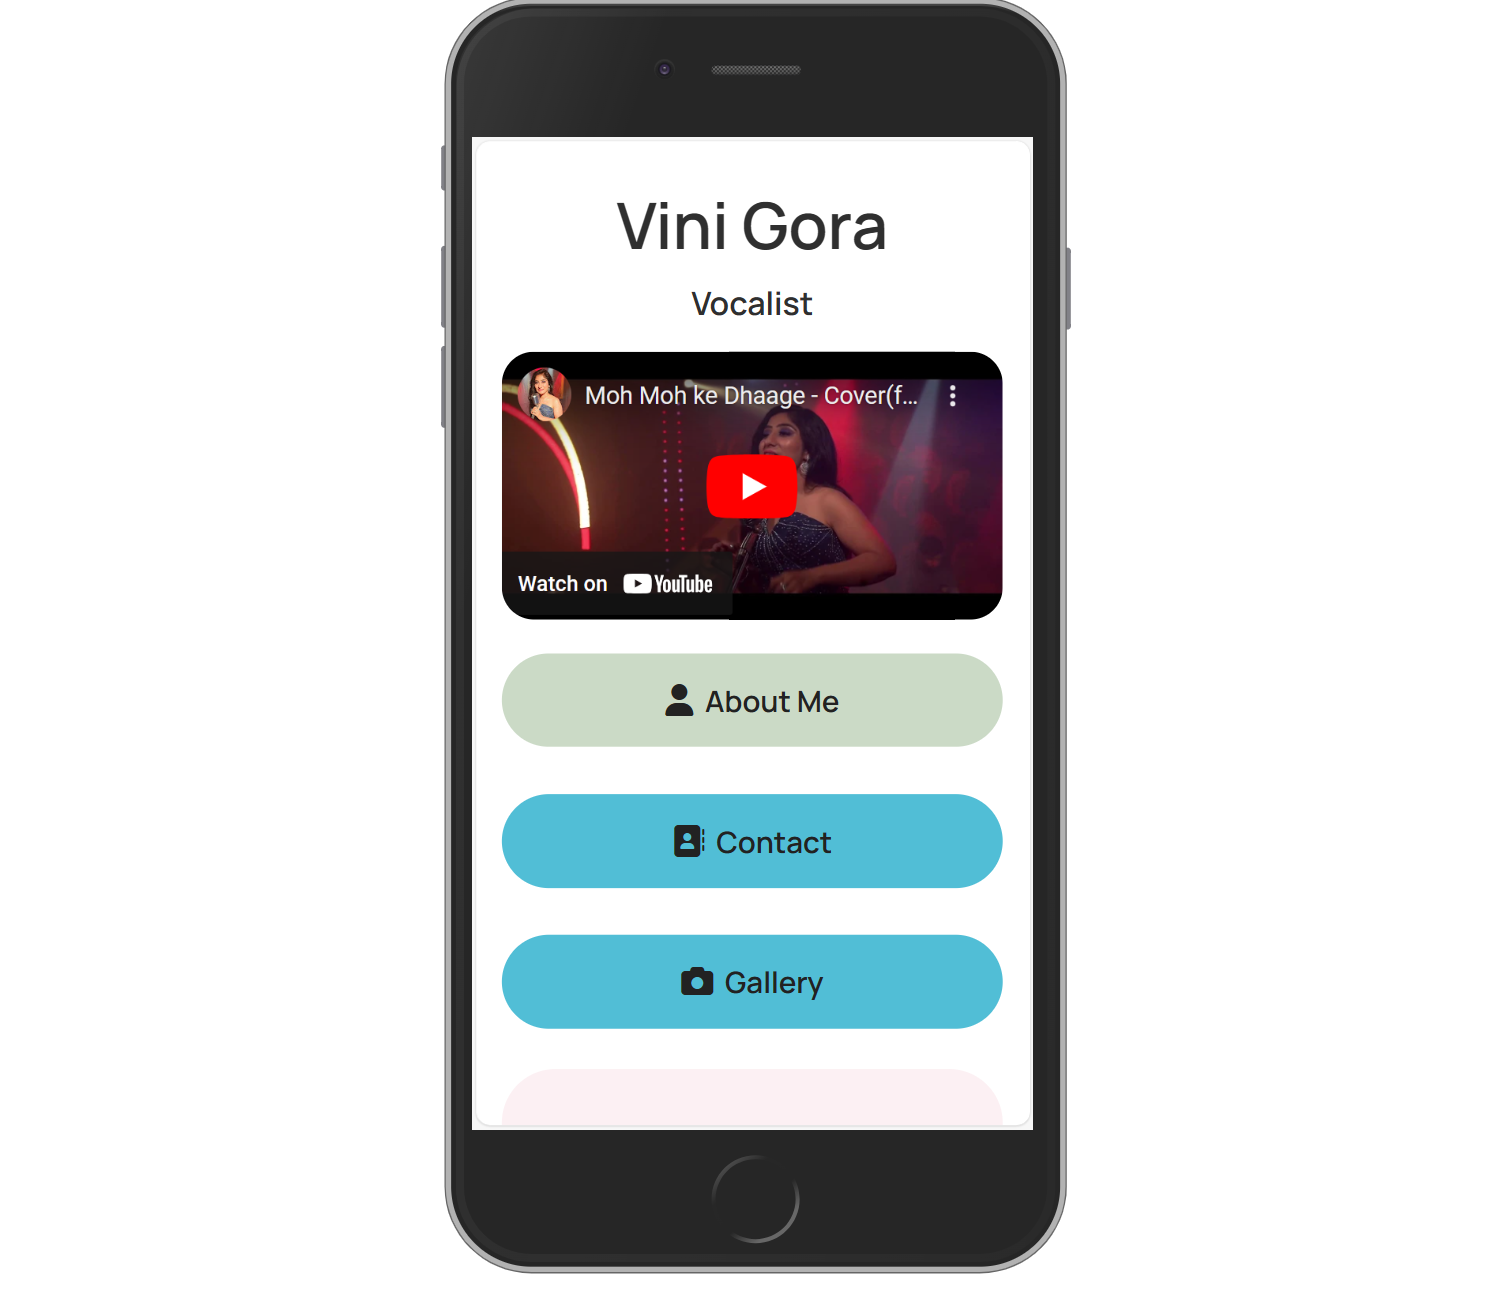 Vini Gora
Vocalist
Moh Moh ke Dhaage - Cover(f...
Watch on YouTube
About Me
Contact
Gallery